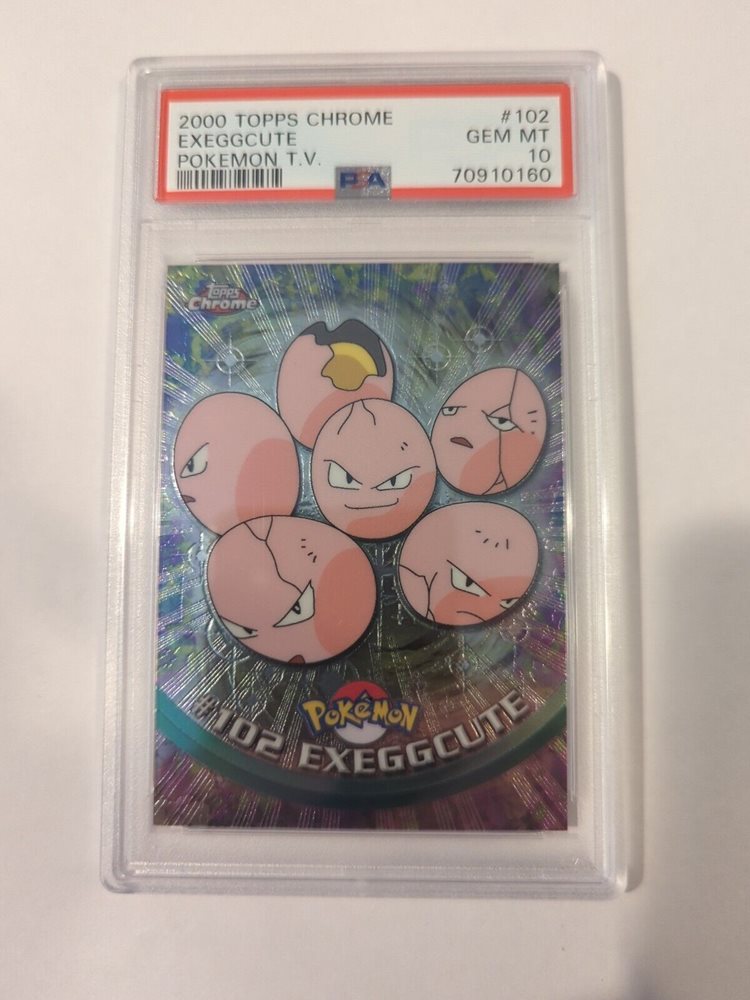 2000 TOPPS CHROME #102
EXEGGCUTE GEM MT
POKEMON T.V. 10
PSA 70910160
TOPPS
Chrome
POKéMON
#102 EXEGGCUTE